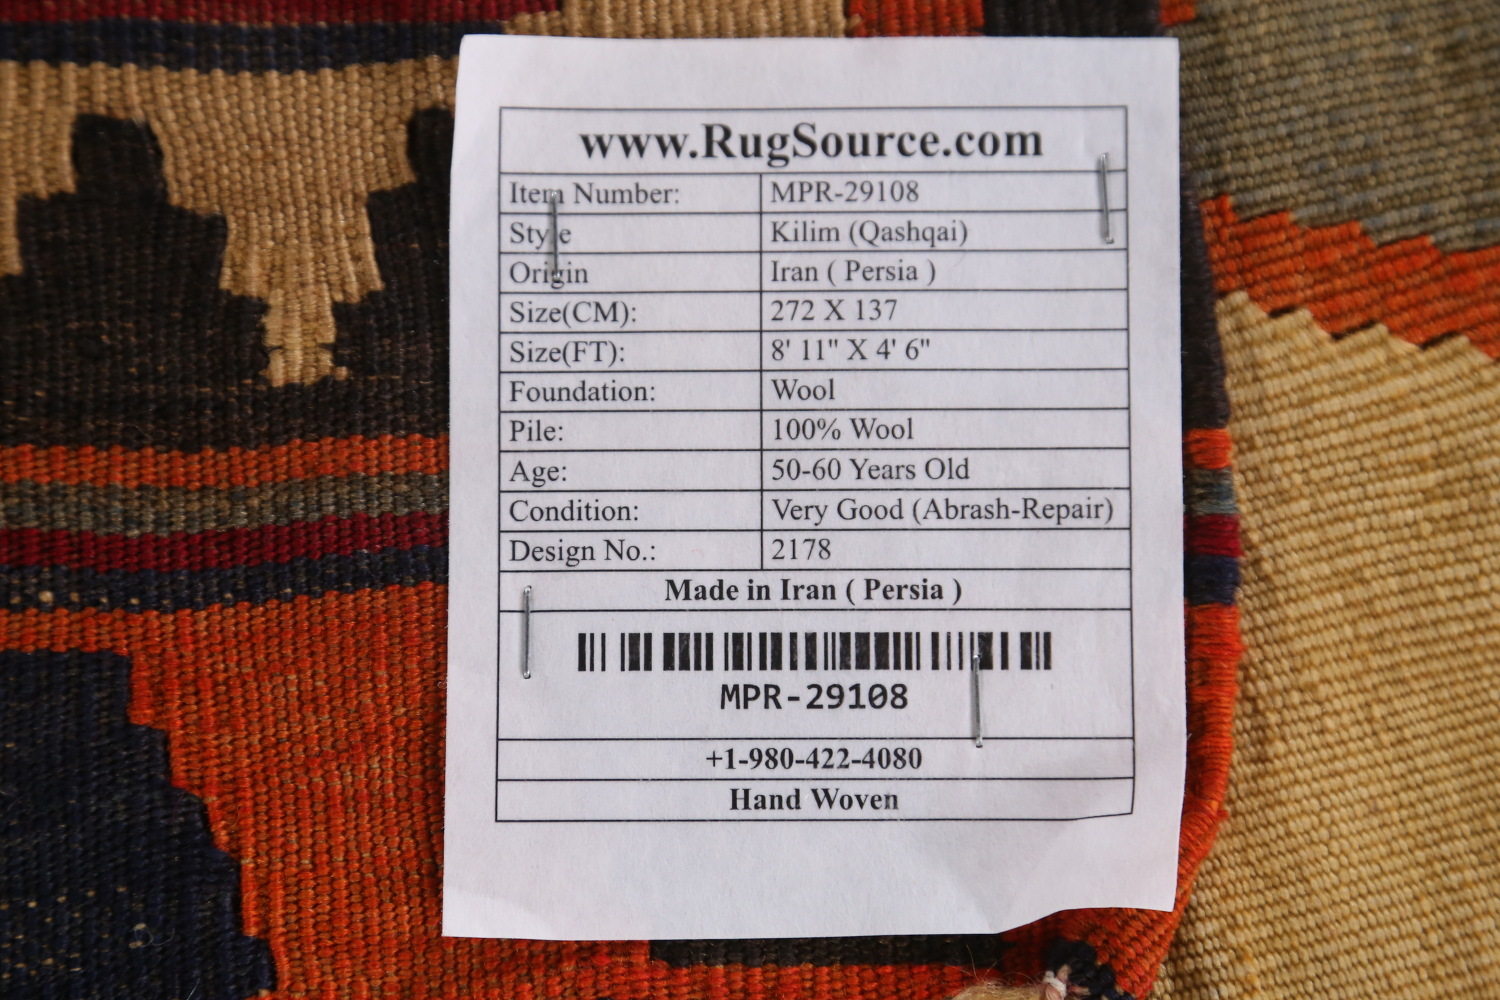 www.RugSource.com
Item Number: MPR-29108
Style Kilim (Qashqai)
Origin Iran ( Persia )
Size(CM): 272 X 137
Size(FT): 8' 11" X 4' 6"
Foundation: Wool
Pile: 100% Wool
Age: 50-60 Years Old
Condition: Very Good (Abrash-Repair)
Design No.: 2178
Made in Iran ( Persia )
MPR-29108
+1-980-422-4080
Hand Woven